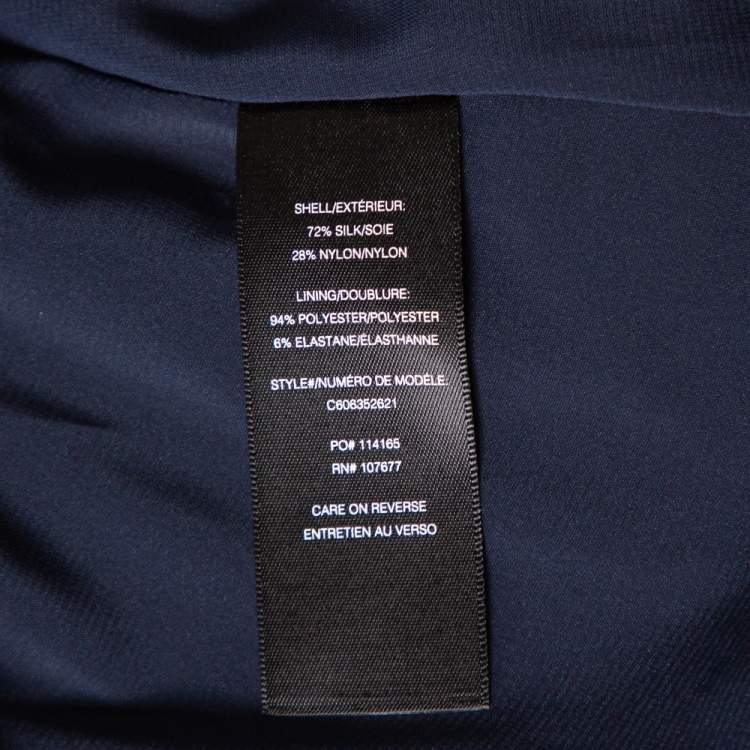 SHELL/EXTÉRIEUR:
72% SILK/SOIE
28% NYLON/NYLON
LINING/DOUBLURE:
94% POLYESTER/POLYESTER
6% ELASTANE/ÉLASTHANNE
STYLE#/NUMÉRO DE MODÈLE:
C606352621
PO# 114165
RN# 107677
CARE ON REVERSE
ENTRETIEN AU VERSO